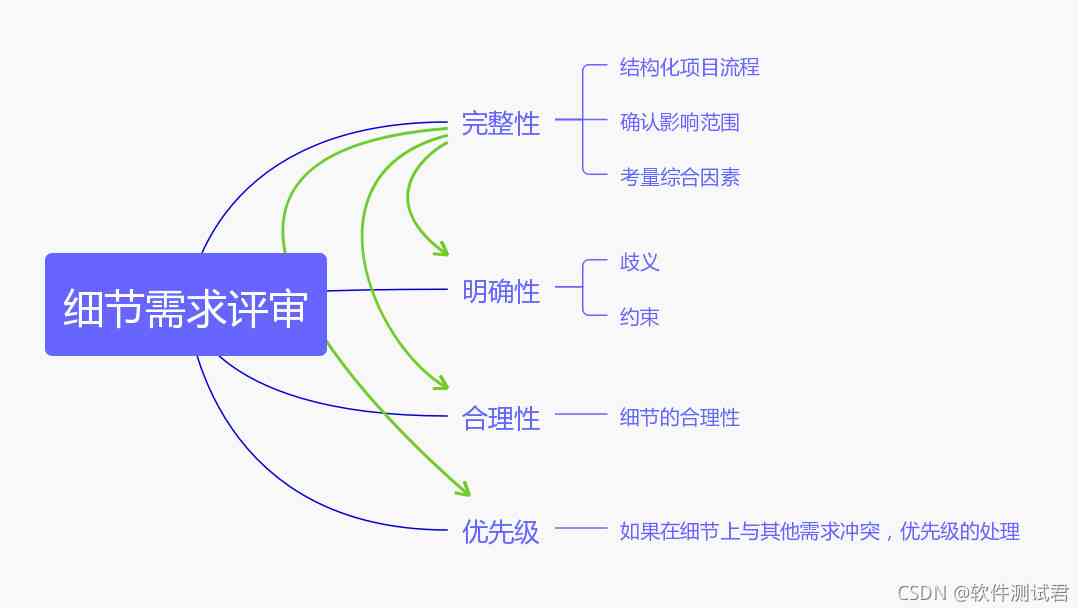 细节需求评审
完整性
结构化项目流程
确认影响范围
考量综合因素
明确性
歧义
约束
合理性
细节的合理性
优先级
如果在细节上与其他需求冲突，优先级的处理
CSDN @软件测试君